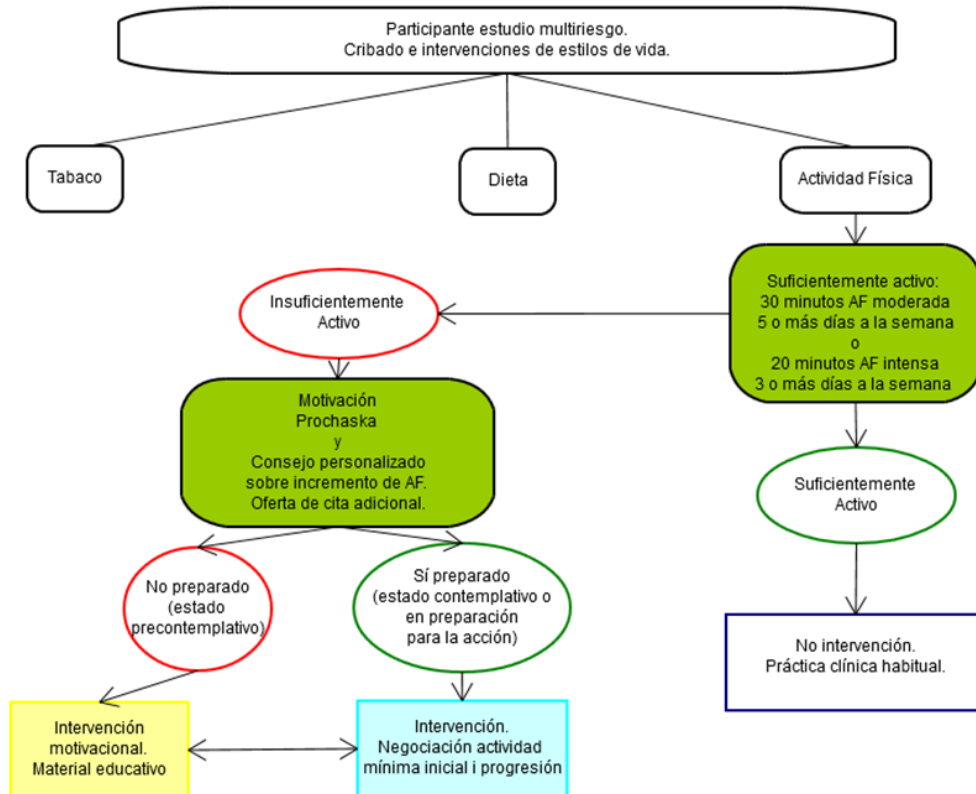 Participante estudio multiriesgo.
Cribado e intervenciones de estilos de vida.
Tabaco
Dieta
Actividad Física
Suficientemente activo:
30 minutos AF moderada
5 o más días a la semana
o
20 minutos AF intensa
3 o más días a la semana
Insuficientemente
Activo
Motivación
Prochaska
y
Consejo personalizado
sobre incremento de AF.
Oferta de cita adicional.
Suficientemente
Activo
No preparado
(estado
precontemplativo)
Sí preparado
(estado contemplativo o
en preparación
para la acción)
No intervención.
Práctica clínica habitual.
Intervención
motivacional.
Material educativo
Intervención.
Negociación actividad
mínima inicial i progresión